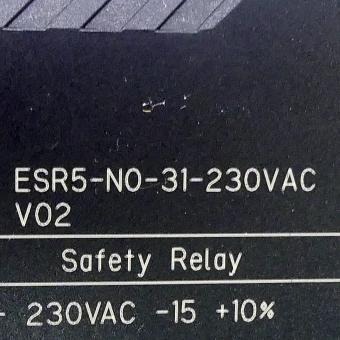 ESR5-NO-31-230VAC
V02
Safety Relay
230VAC -15 +10%